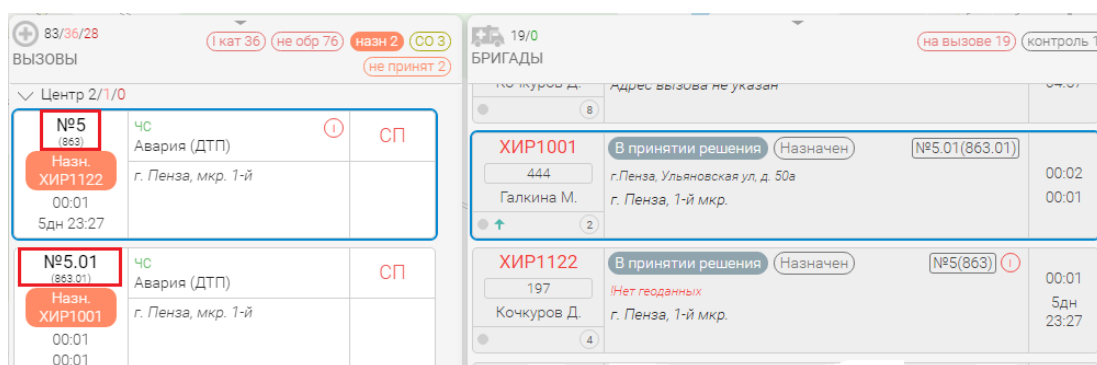 83/36/28
I кат 36 не обр 76 назн 2 СО 3
ВЫЗОВЫ
не принят 2
Центр 2/1/0
№5
(863)
Назн.
ХИР1122
00:01
5дн 23:27
ЧС
Авария (ДТП)
I
СП
г. Пенза, мкр. 1-й
№5.01
(863.01)
Назн.
ХИР1001
00:01
00:01
ЧС
Авария (ДТП)
СП
г. Пенза, мкр. 1-й
19/0
на вызове 19 контроль 1
БРИГАДЫ
Кочкуров Д.
Адрес вызова не указан
04:37
8
ХИР1001
444
Галкина М.
2
В принятии решения Назначен №5.01(863.01)
г.Пенза, Ульяновская ул, д. 50а
г. Пенза, 1-й мкр.
00:02
00:01
ХИР1122
197
Кочкуров Д.
4
В принятии решения Назначен №5(863) I
!Нет геоданных
г. Пенза, 1-й мкр.
00:01
5дн
23:27